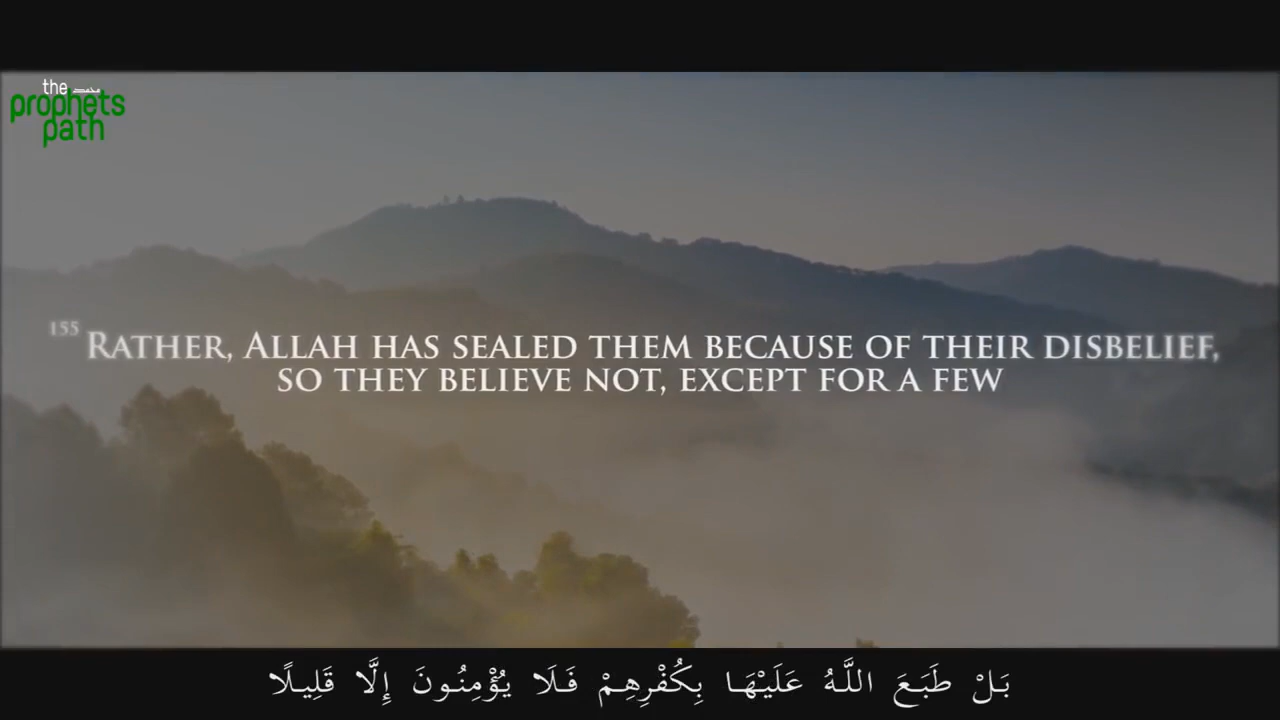 the محمد
prophets
path
155 RATHER, ALLAH HAS SEALED THEM BECAUSE OF THEIR DISBELIEF,
SO THEY BELIEVE NOT, EXCEPT FOR A FEW
بَلْ طَبَعَ اللَّهُ عَلَيْهَا بِكُفْرِهِمْ فَلَا يُؤْمِنُونَ إِلَّا قَلِيلًا